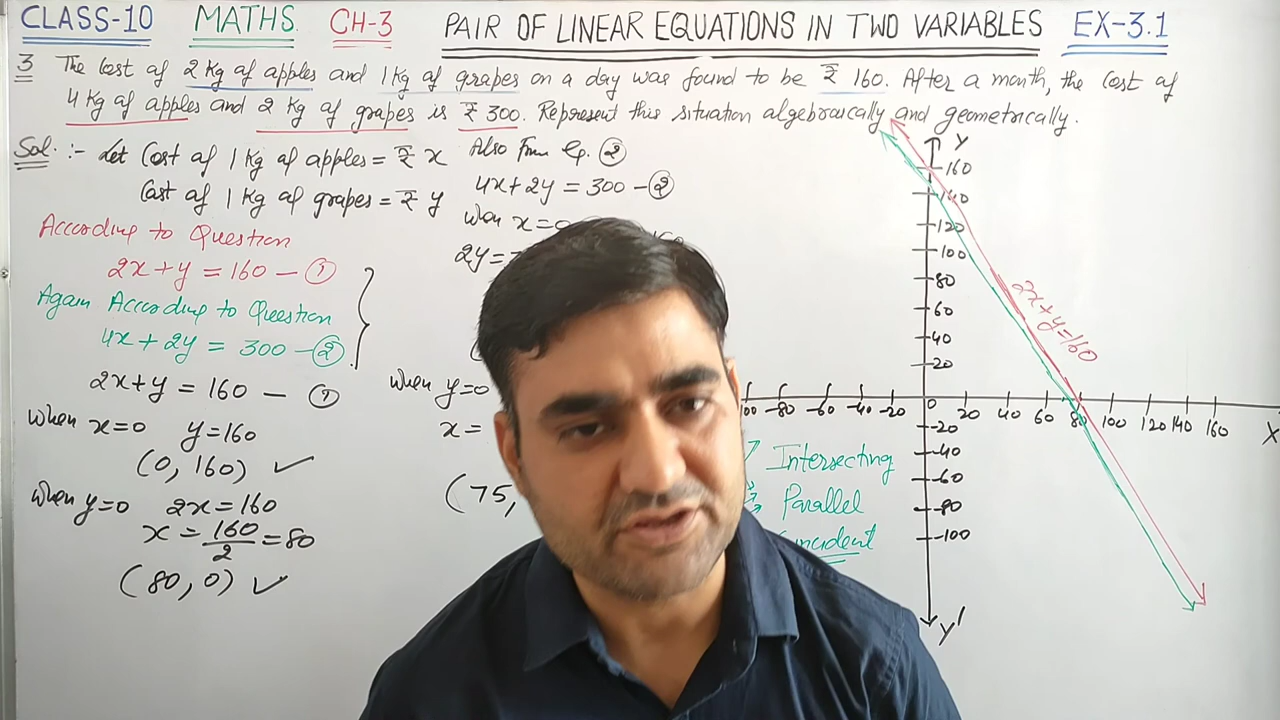 CLASS-10 MATHS. CH-3 PAIR OF LINEAR EQUATIONS IN TWO VARIABLES EX-3.1
3 The Cost of 2 Kg of apples and 1 Kg of grapes on a day was found to be ₹ 160. After a month, the Cost of
4 Kg of apples and 2 Kg of grapes is ₹ 300. Represent this situation algebraically and geometrically.
Sol. :- Let Cost of 1 Kg of apples = ₹ x
Cost of 1 Kg of grapes = ₹ y
According to Question
2x + y = 160 — ①
Again According to Question
4x + 2y = 300 — ②
2x + y = 160 — ①
When x=0 y=160
(0, 160) ✓
When y=0 2x=160
x = 160/2 = 80
(80, 0) ✓
Also From Eq. ②
4x + 2y = 300 — ②
When x=0
2y=
When y=0
x =
(75,
Intersecting
Parallel
Y
160
140
120
100
80
60
40
20
-80 -60 -40 -20 0 20 40 60 80 100 120 140 160 X
-20
-40
-60
-80
-100
Y'
2x+y=160